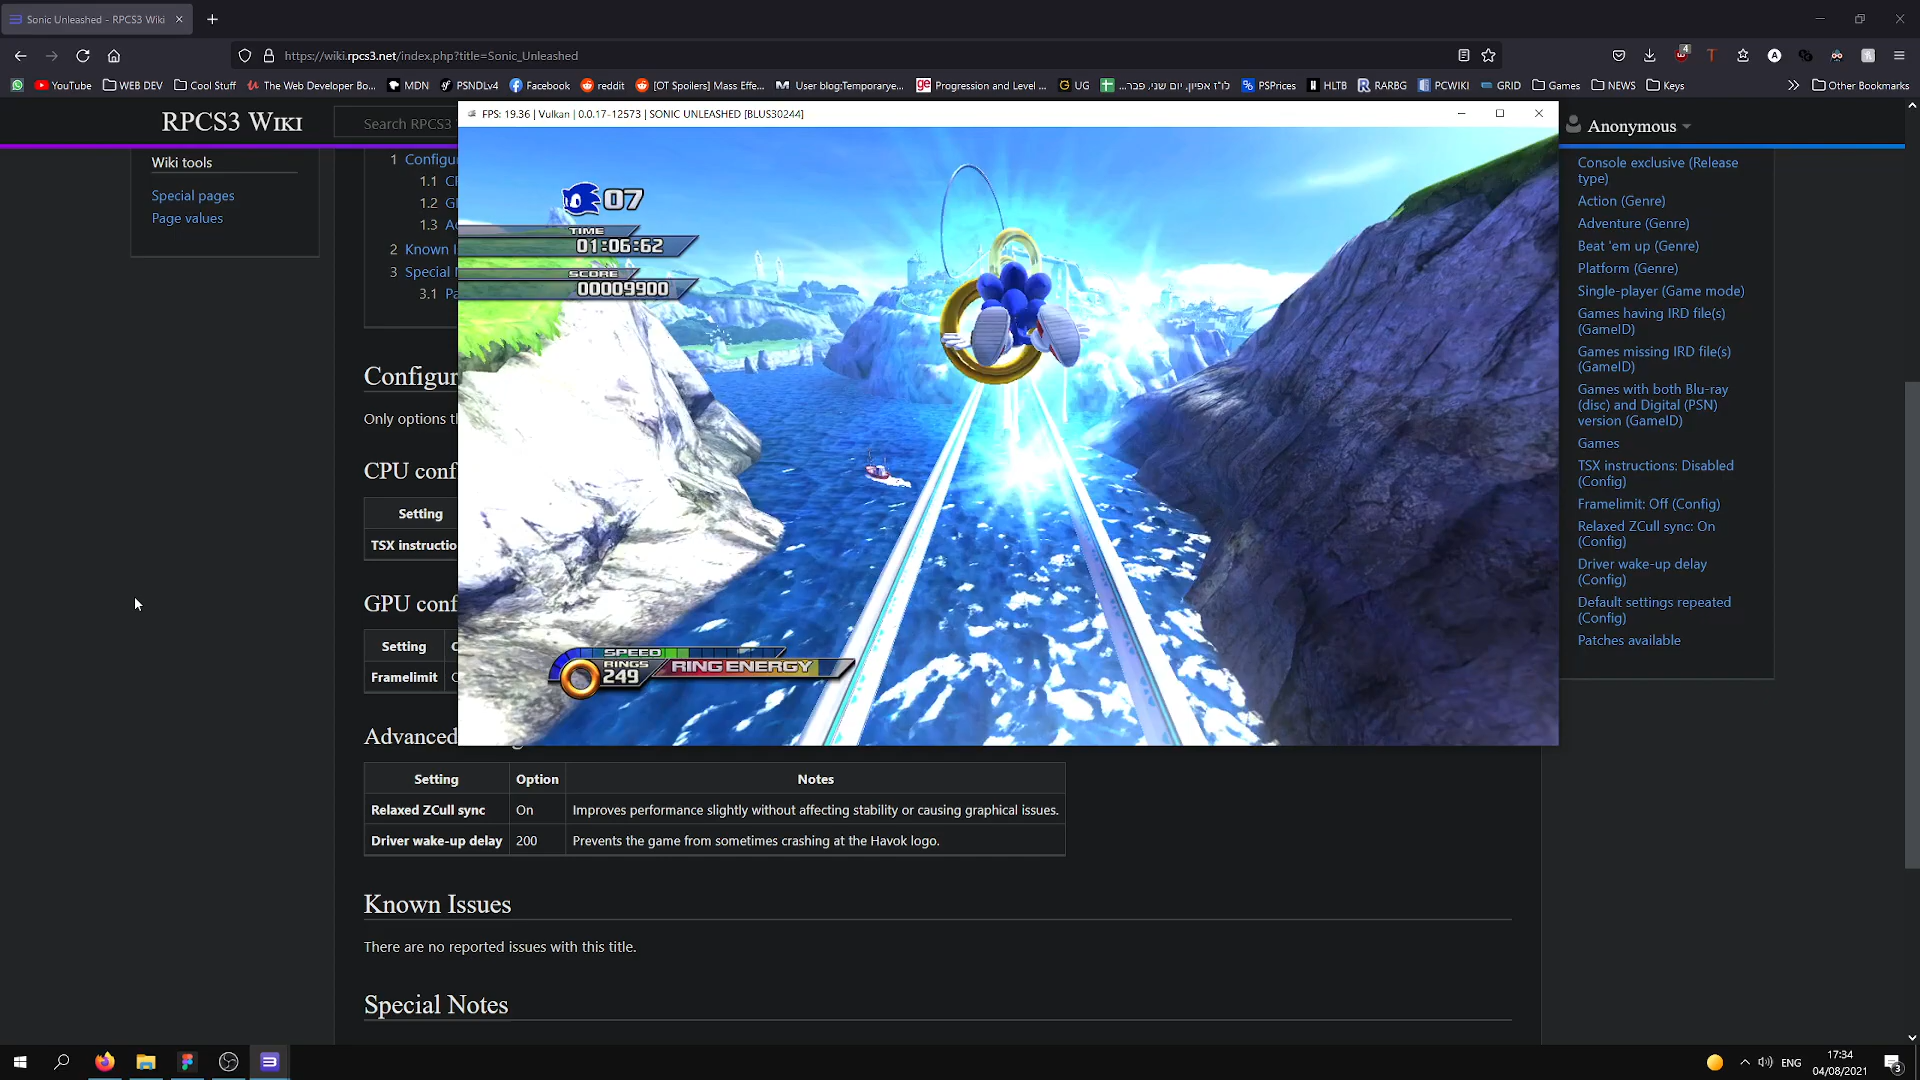 Sonic Unleashed - RPCS3 Wiki
https://wiki.rpcs3.net/index.php?title=Sonic_Unleashed
4
YouTube
WEB DEV
Cool Stuff
The Web Developer Bo...
MDN
PSNDLv4
Facebook
reddit
[OT Spoilers] Mass Effe...
User blog:Temporarye...
Progression and Level ...
UG
לו"ז אפיון. יום שני, פבר...
PSPrices
HLTB
RARBG
PCWIKI
GRID
Games
NEWS
Keys
Other Bookmarks
RPCS3 WIKI
Search RPCS3
Anonymous
Wiki tools
Special pages
Page values
1 Configu
1.1
1.2
1.3
2 Known
3 Special
3.1
Configur
Only options t
CPU conf
Setting
TSX instructio
GPU conf
Setting
Framelimit
Advanced
Setting Option Notes
Relaxed ZCull sync On Improves performance slightly without affecting stability or causing graphical issues.
Driver wake-up delay 200 Prevents the game from sometimes crashing at the Havok logo.
Known Issues
There are no reported issues with this title.
Special Notes
FPS: 19.36 | Vulkan | 0.0.17-12573 | SONIC UNLEASHED [BLUS30244]
07
TIME
01:06:62
SCORE
00009900
SPEED
RINGS
249
RING ENERGY
Console exclusive (Release
type)
Action (Genre)
Adventure (Genre)
Beat 'em up (Genre)
Platform (Genre)
Single-player (Game mode)
Games having IRD file(s)
(GameID)
Games missing IRD file(s)
(GameID)
Games with both Blu-ray
(disc) and Digital (PSN)
version (GameID)
Games
TSX instructions: Disabled
(Config)
Framelimit: Off (Config)
Relaxed ZCull sync: On
(Config)
Driver wake-up delay
(Config)
Default settings repeated
(Config)
Patches available
ENG
17:34
04/08/2021
3